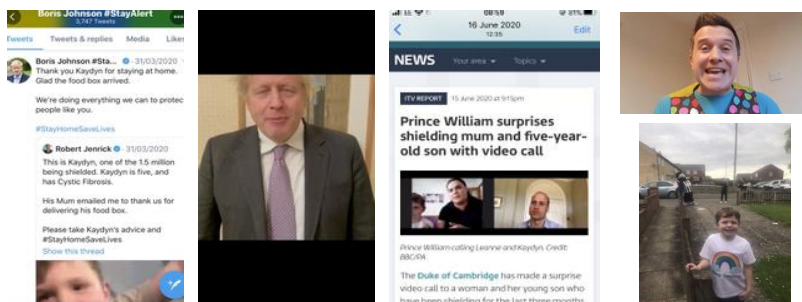 Boris Johnson #StayAlert
3,747 Tweets
Tweets
Tweets & replies
Media
Likes
Boris Johnson #Sta... · 31/03/2020
Thank you Kaydyn for staying at home.
Glad the food box arrived.
We're doing everything we can to protec
people like you.
#StayHomeSaveLives
Robert Jenrick · 31/03/2020
This is Kaydyn, one of the 1.5 million
being shielded. Kaydyn is five, and
has Cystic Fibrosis.
His Mum emailed me to thank us for
delivering his food box.
Please take Kaydyn's advice and
#StayHomeSaveLives
Show this thread
08:58
81%
16 June 2020
12:35
Edit
NEWS
Your area
Topics
ITV REPORT
15 June 2020 at 9:15pm
Prince William surprises
shielding mum and five-year-
old son with video call
Prince William calling Leanne and Kaydyn. Credit:
BBC/PA
The Duke of Cambridge has made a surprise
video call to a woman and her young son who
have been shielding for the last three months